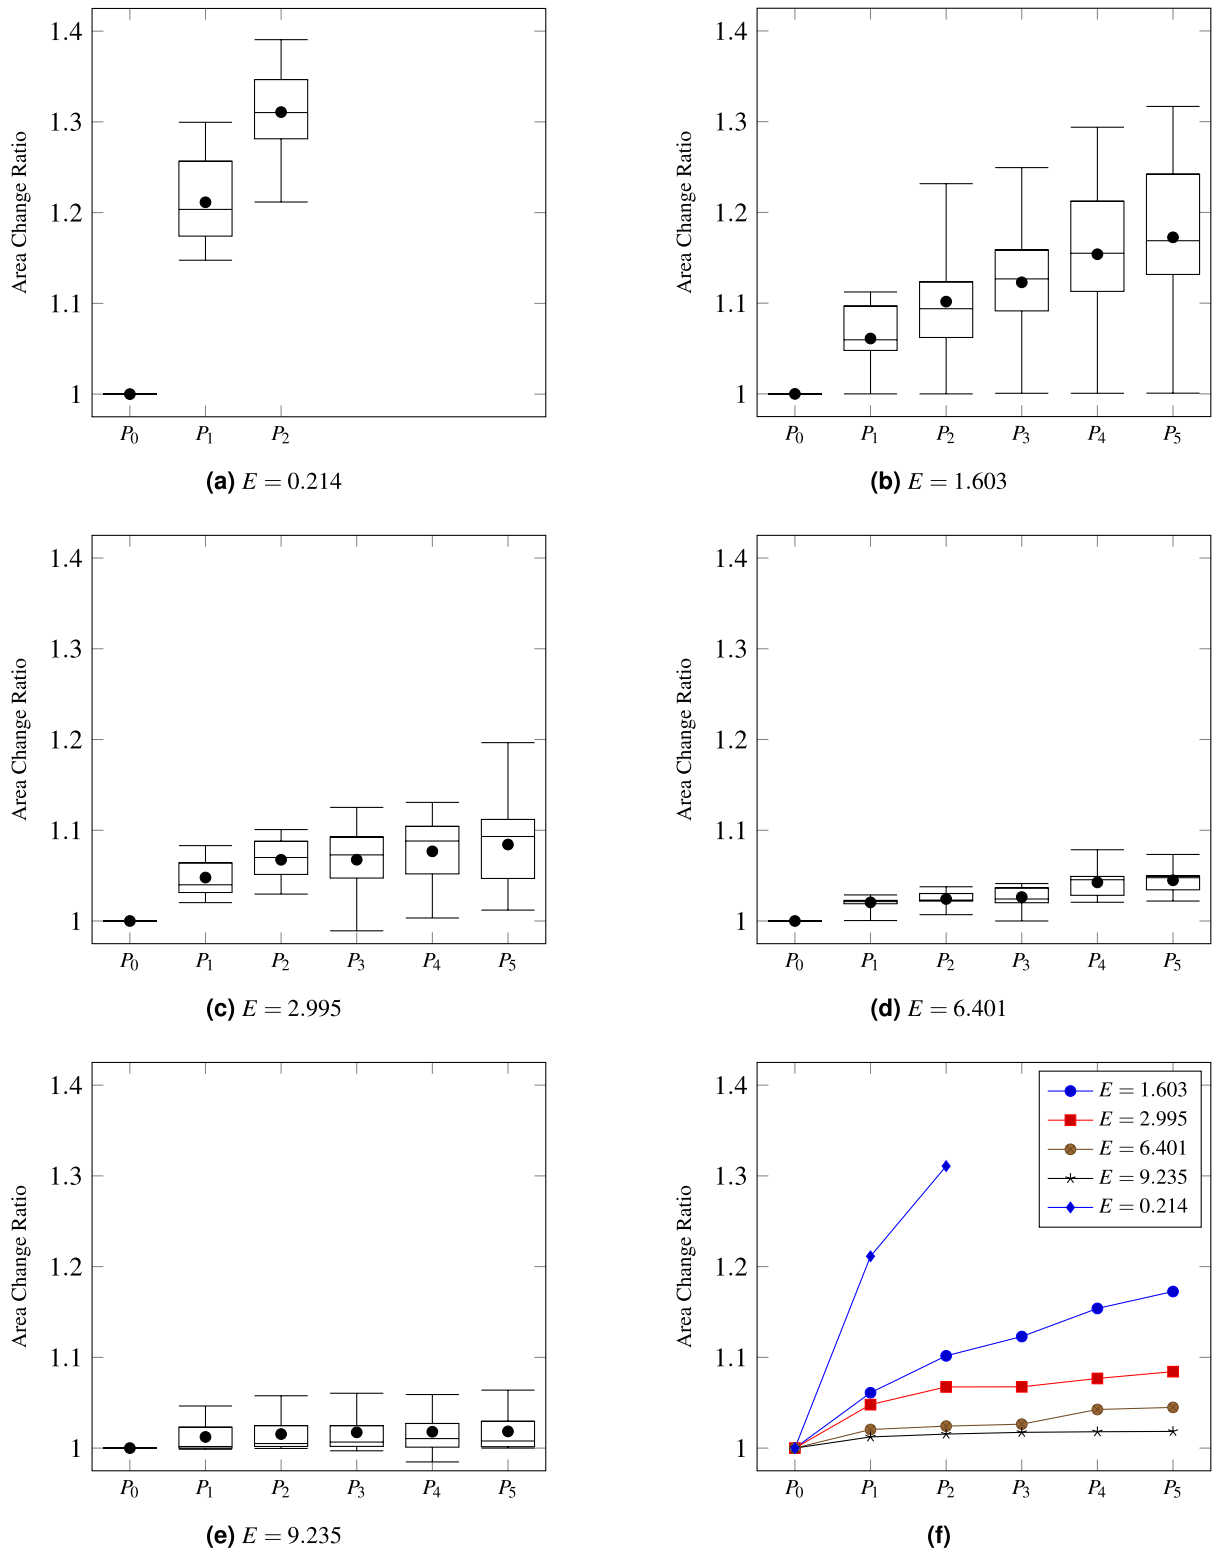 1.4
1.3
1.2
1.1
1
Area Change Ratio
P0 P1 P2
(a) E = 0.214
1.4
1.3
1.2
1.1
1
Area Change Ratio
P0 P1 P2 P3 P4 P5
(b) E = 1.603
1.4
1.3
1.2
1.1
1
Area Change Ratio
P0 P1 P2 P3 P4 P5
(c) E = 2.995
1.4
1.3
1.2
1.1
1
Area Change Ratio
P0 P1 P2 P3 P4 P5
(d) E = 6.401
1.4
1.3
1.2
1.1
1
Area Change Ratio
P0 P1 P2 P3 P4 P5
(e) E = 9.235
1.4
1.3
1.2
1.1
1
Area Change Ratio
E = 1.603
E = 2.995
E = 6.401
E = 9.235
E = 0.214
P0 P1 P2 P3 P4 P5
(f)